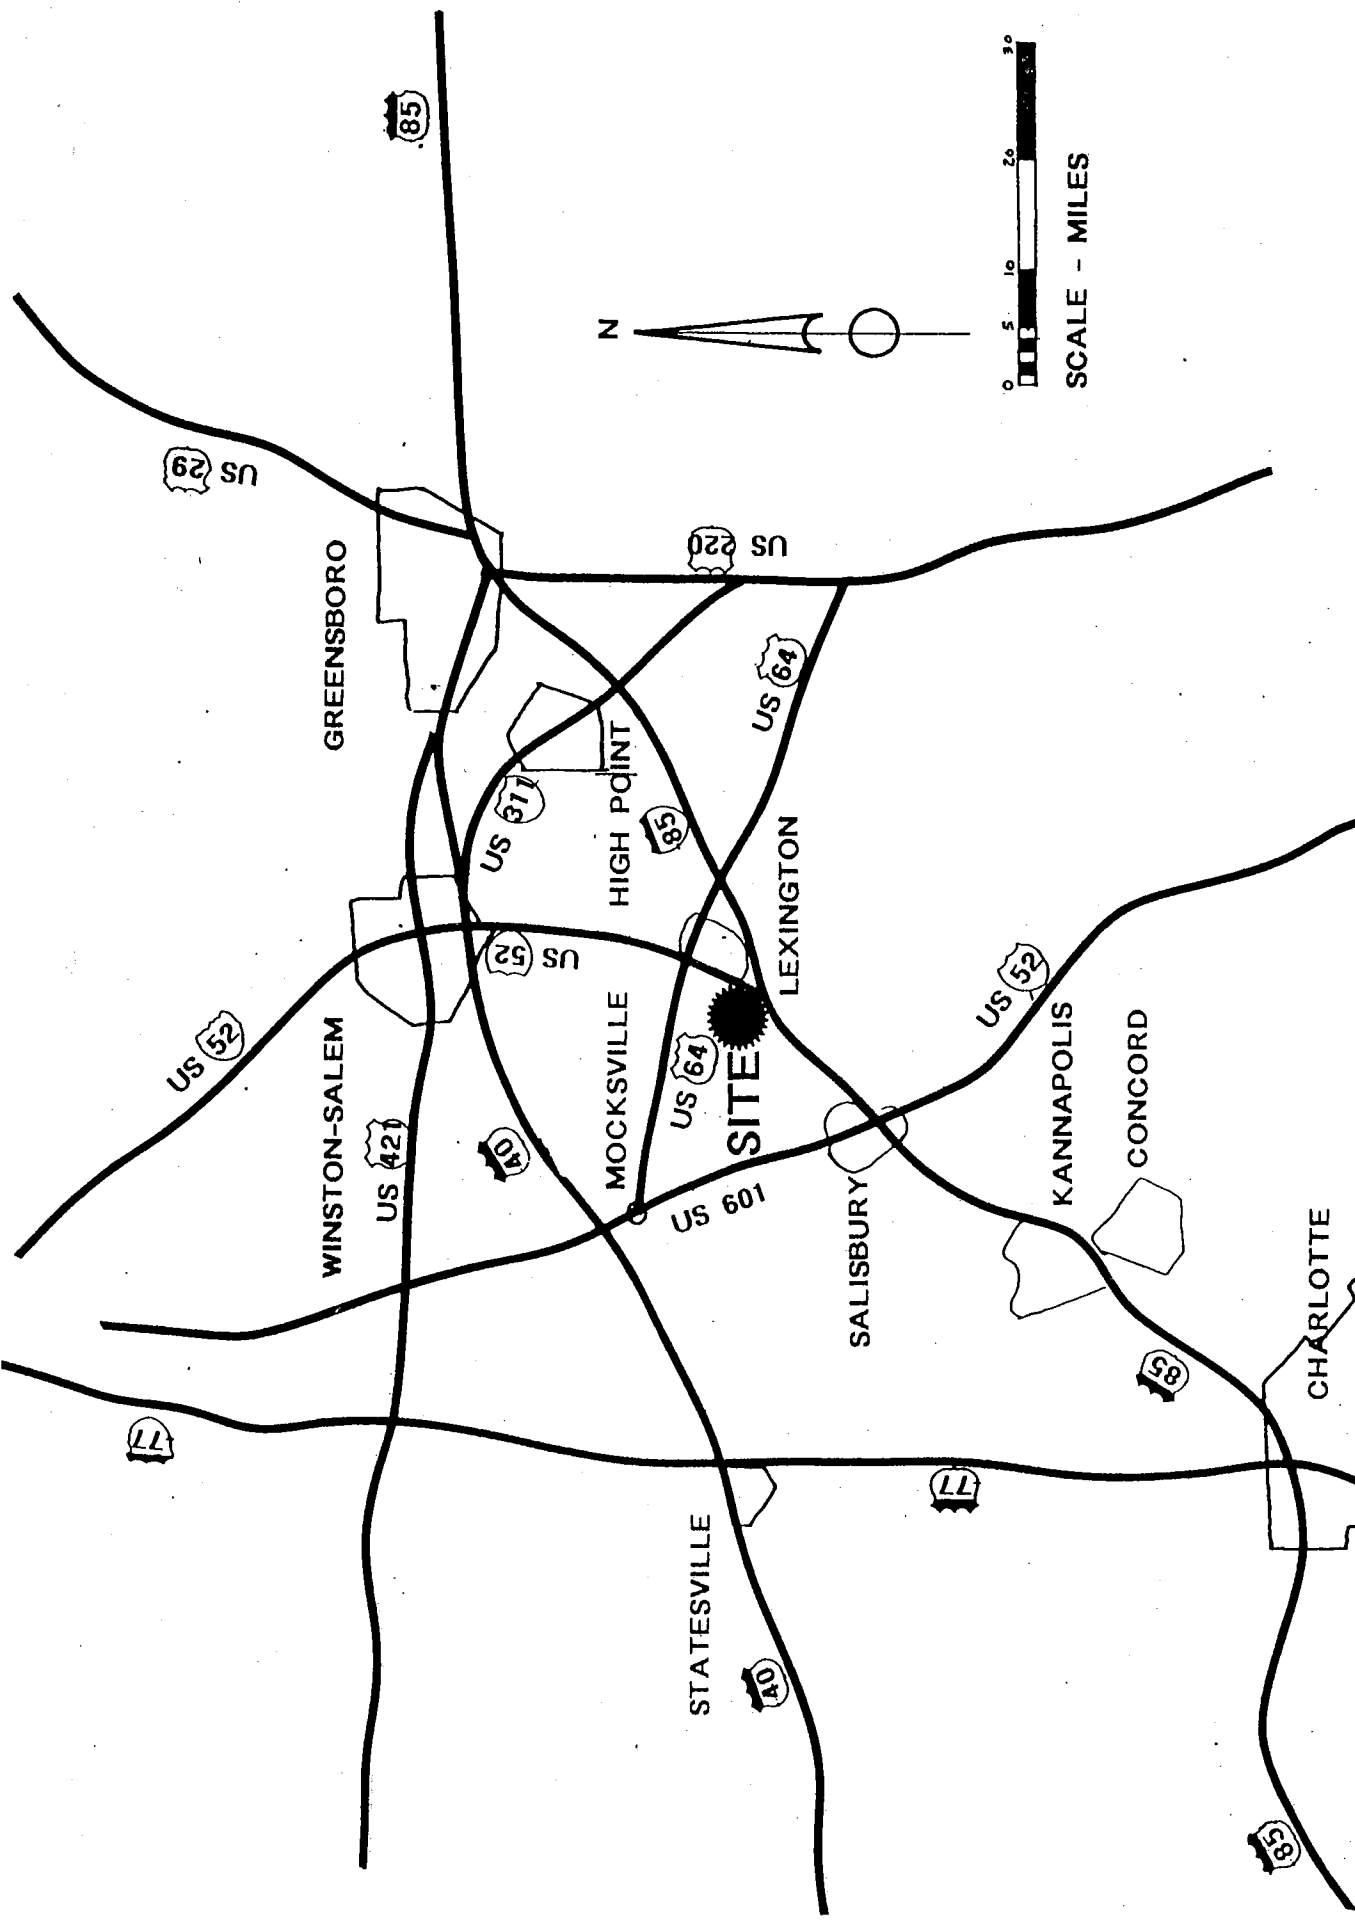 77
US 52
US 29
85
WINSTON-SALEM
GREENSBORO
US 421
40
US 52
US 311
MOCKSVILLE
HIGH POINT
N
US 601
US 64
85
US 220
STATESVILLE
SITE
US 64
40
LEXINGTON
SALISBURY
77
US 52
0 5 10 20 30
SCALE - MILES
KANNAPOLIS
CONCORD
85
85
CHARLOTTE